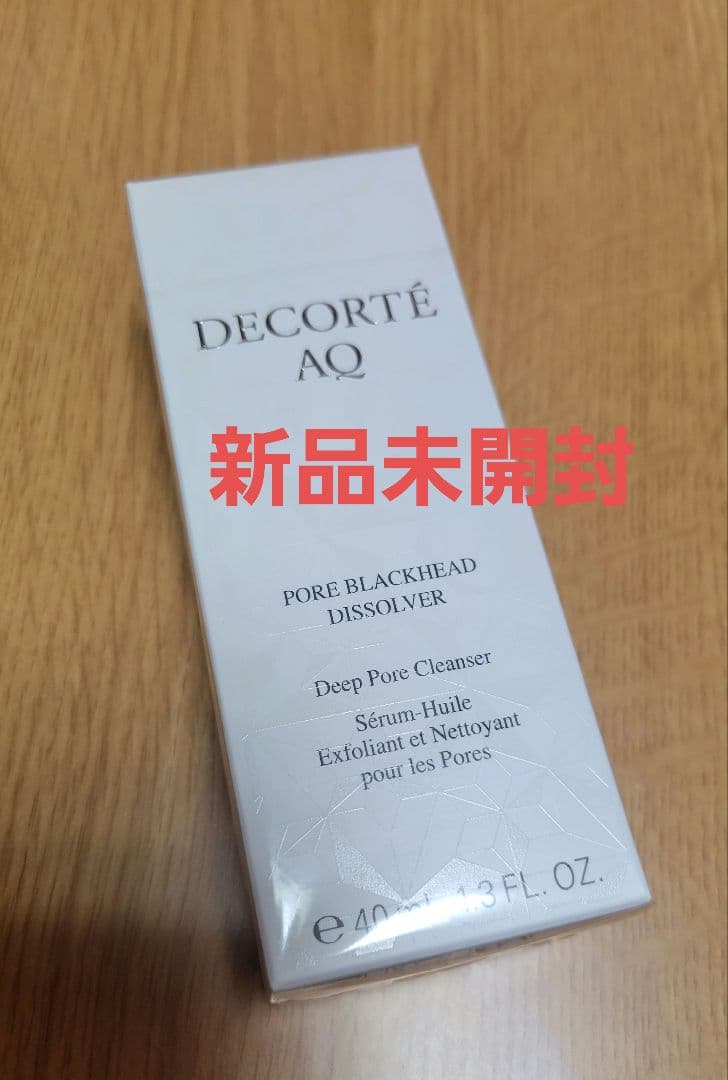 DECORTÉ
AQ
新品未開封
PORE BLACKHEAD
DISSOLVER
Deep Pore Cleanser
Sérum-Huile
Exfoliant et Nettoyant
pour les Pores
℮ 40 ml 1.3 FL. OZ.